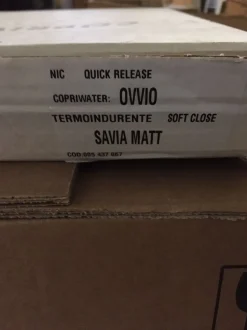 NIC QUICK RELEASE
COPRIWATER: OVVIO
TERMOINDURENTE SOFT CLOSE
SAVIA MATT